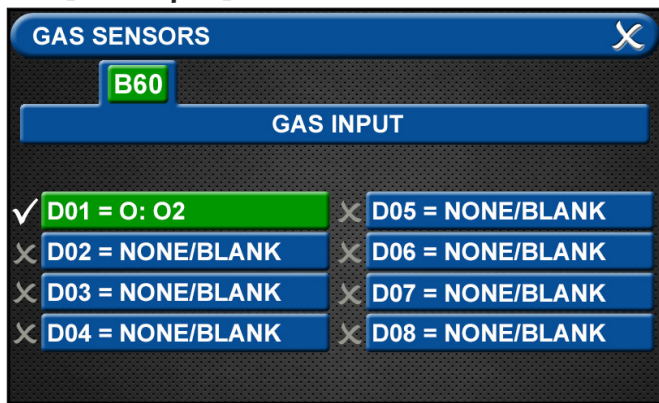 GAS SENSORS
B60
GAS INPUT
D01 = O: O2
D02 = NONE/BLANK
D03 = NONE/BLANK
D04 = NONE/BLANK
D05 = NONE/BLANK
D06 = NONE/BLANK
D07 = NONE/BLANK
D08 = NONE/BLANK